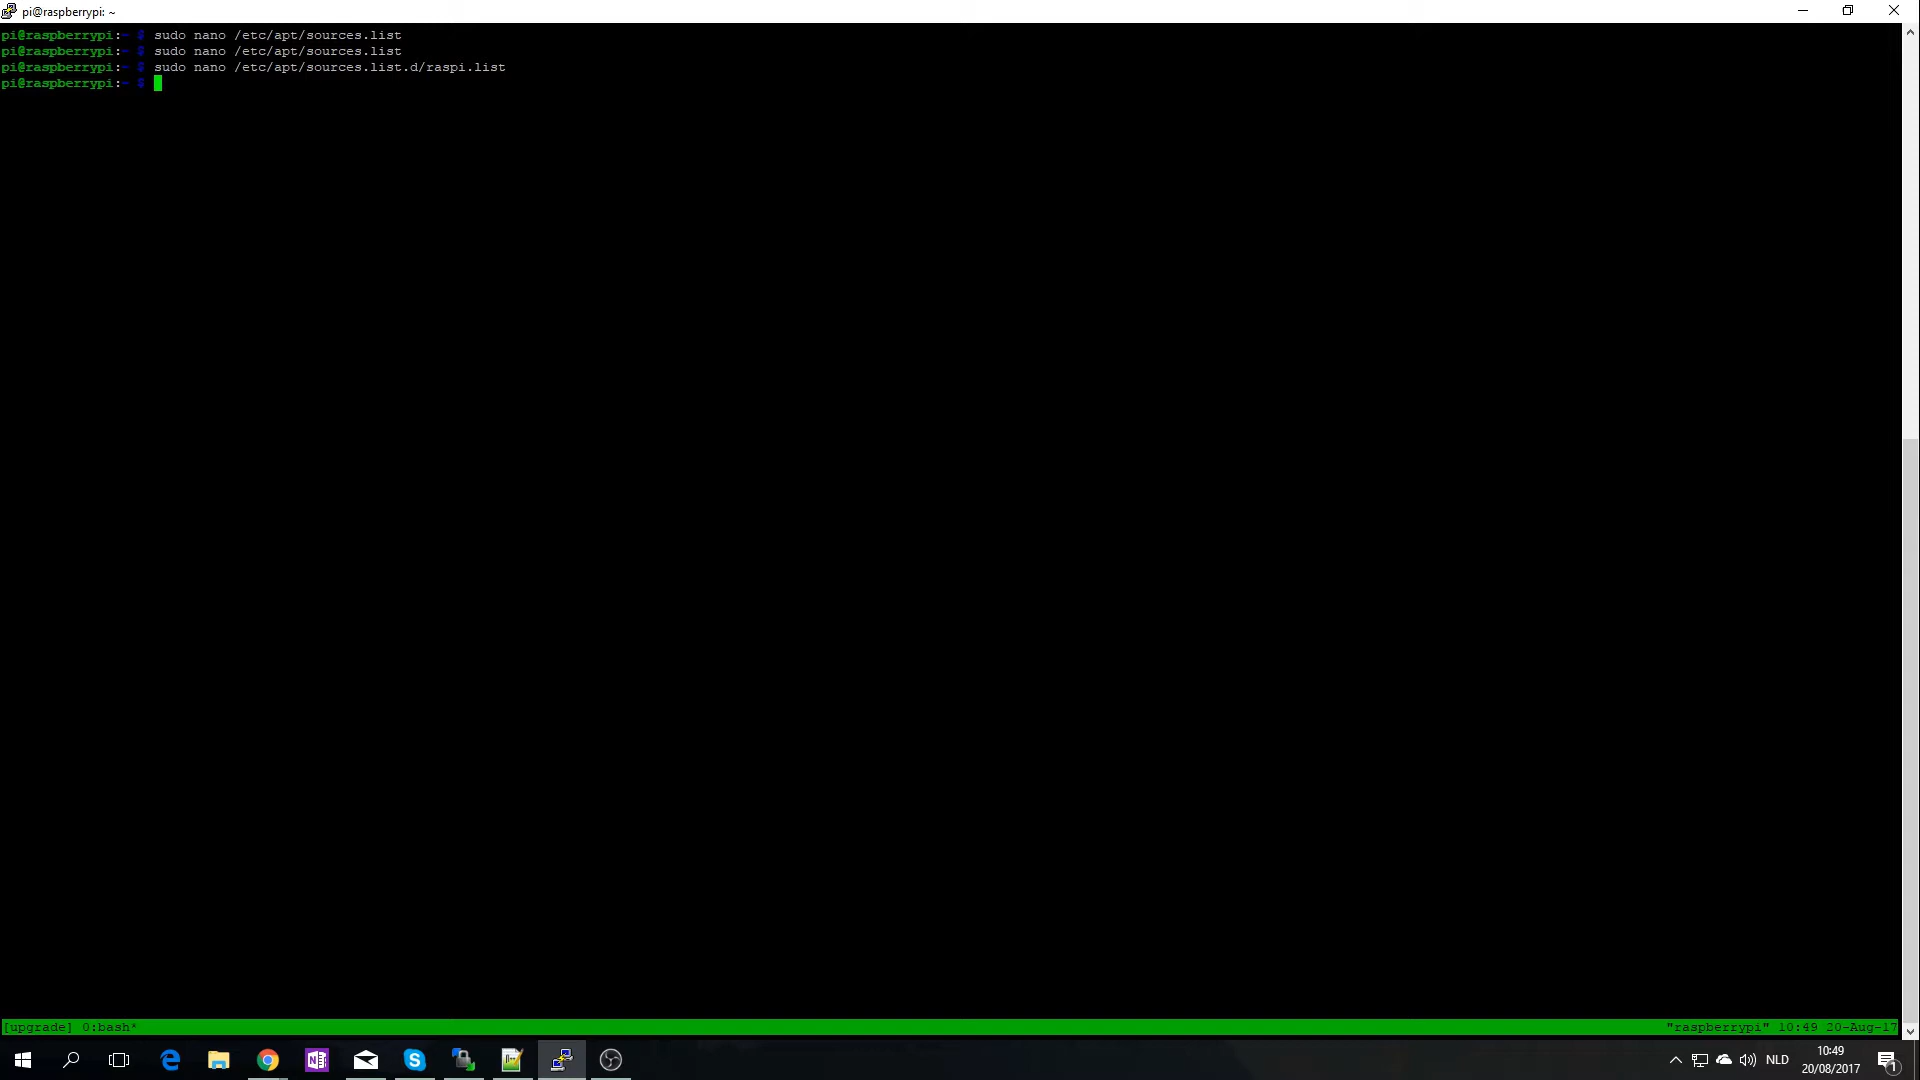 pi@raspberrypi: ~
pi@raspberrypi:~ $ sudo nano /etc/apt/sources.list
pi@raspberrypi:~ $ sudo nano /etc/apt/sources.list
pi@raspberrypi:~ $ sudo nano /etc/apt/sources.list.d/raspi.list
pi@raspberrypi:~ $
[upgrade] 0:bash* "raspberrypi" 10:49 20-Aug-17
NLD
10:49
20/08/2017
1